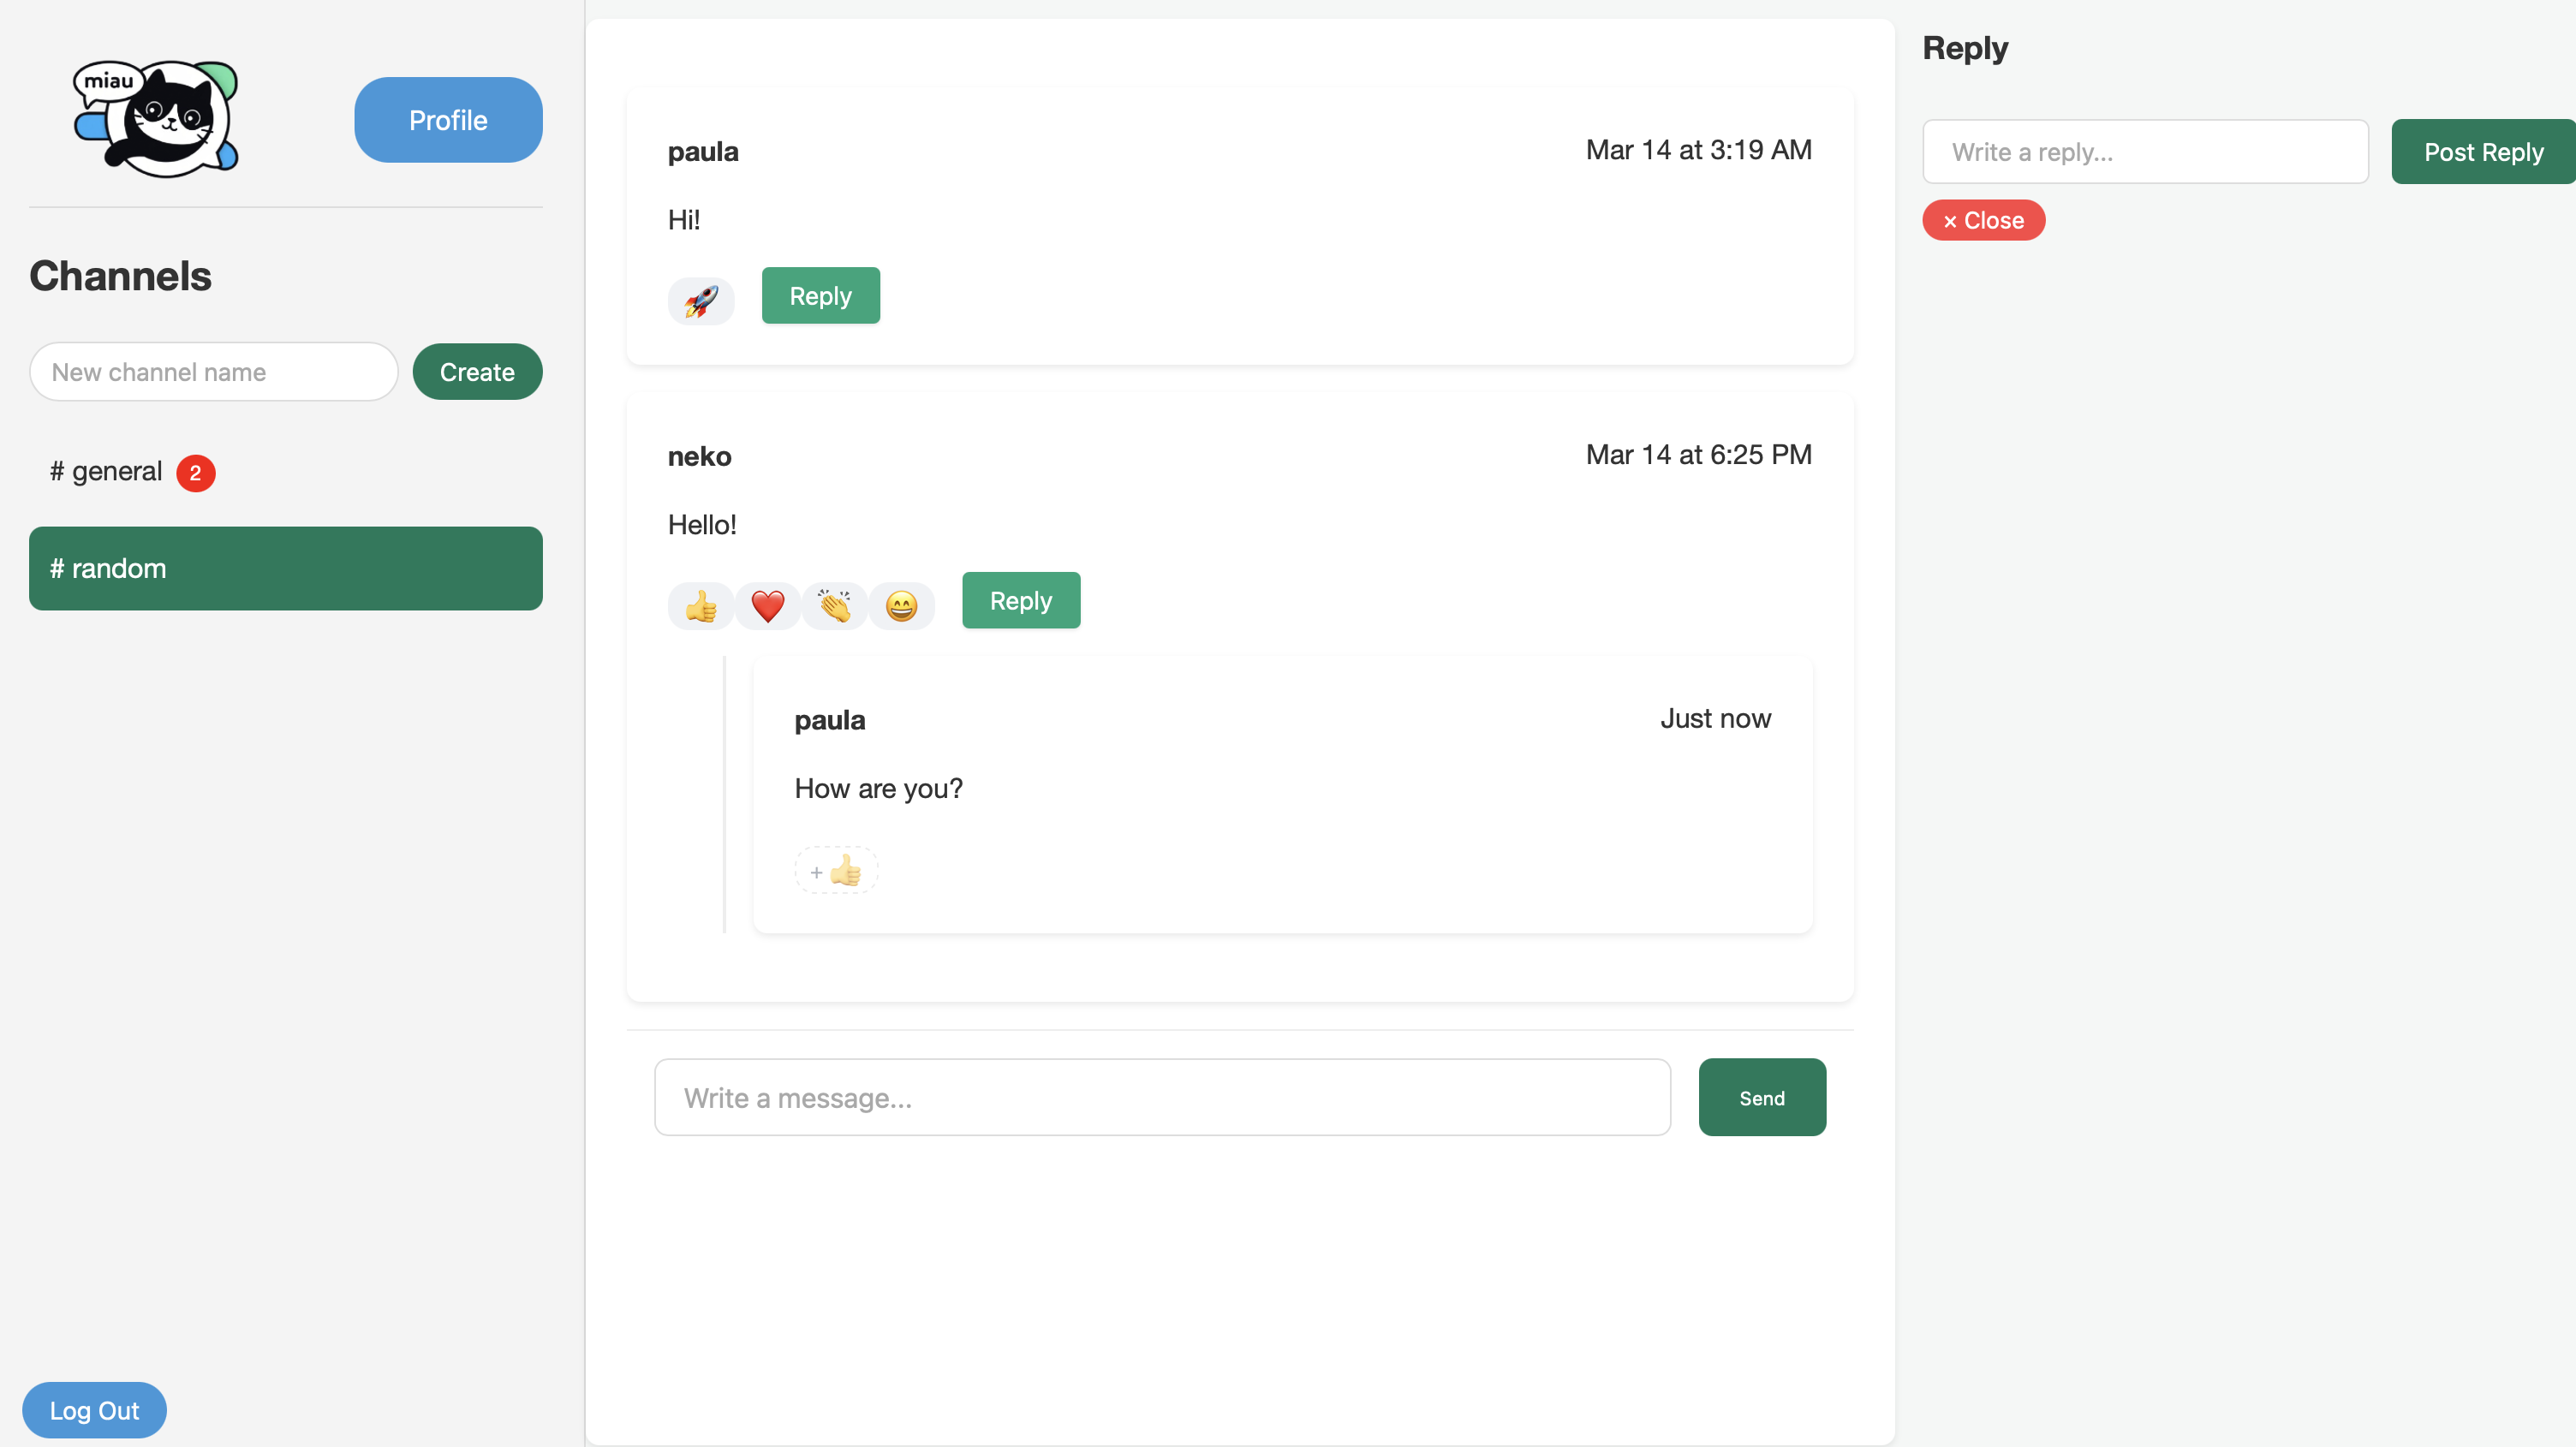 miau
Profile
Channels
New channel name
Create
# general 2
# random
Log Out
paula Mar 14 at 3:19 AM
Hi!
🚀 Reply
neko Mar 14 at 6:25 PM
Hello!
👍 ❤️ 👏 😄 Reply
paula Just now
How are you?
+ 👍
Write a message...
Send
Reply
Write a reply...
Post Reply
× Close